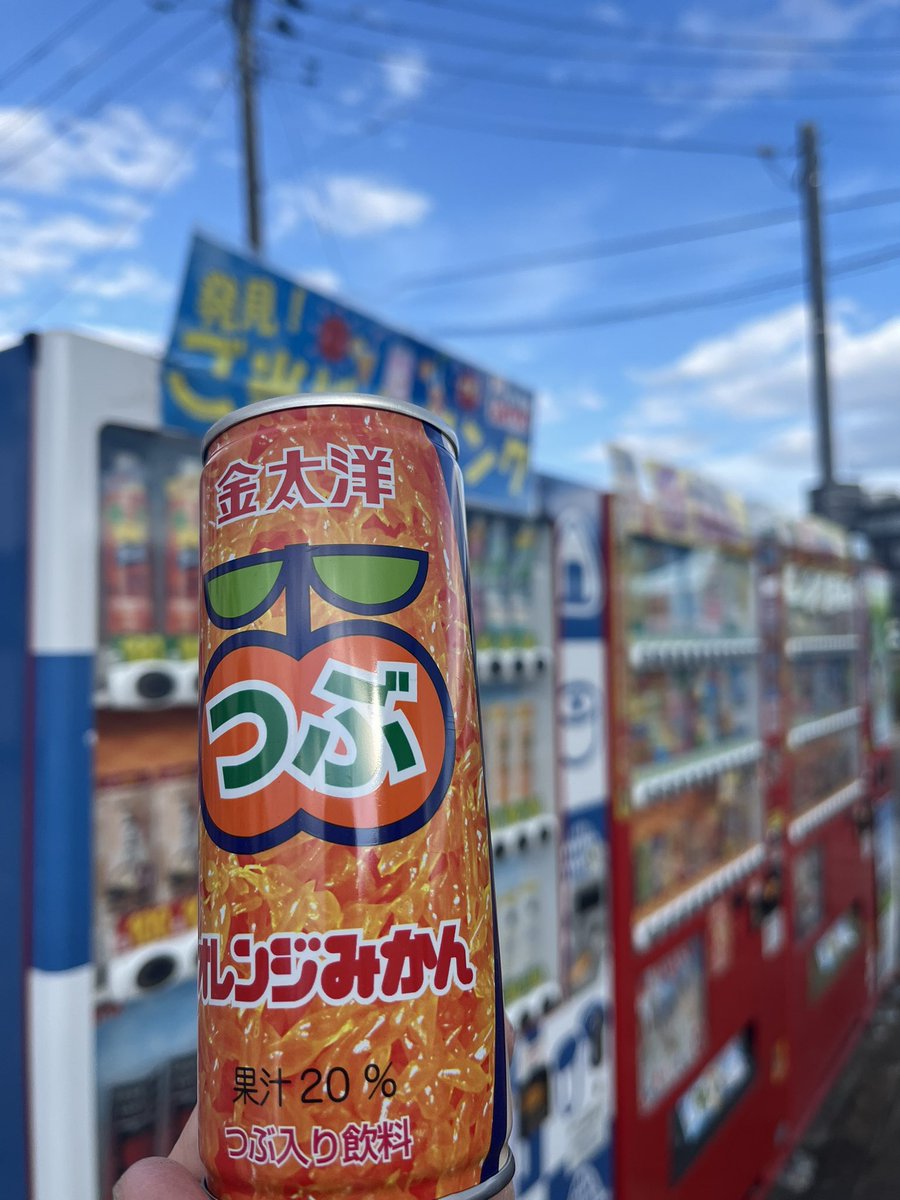 発見!
金太洋
つぶ
オレンジみかん
果汁20%
つぶ入り飲料